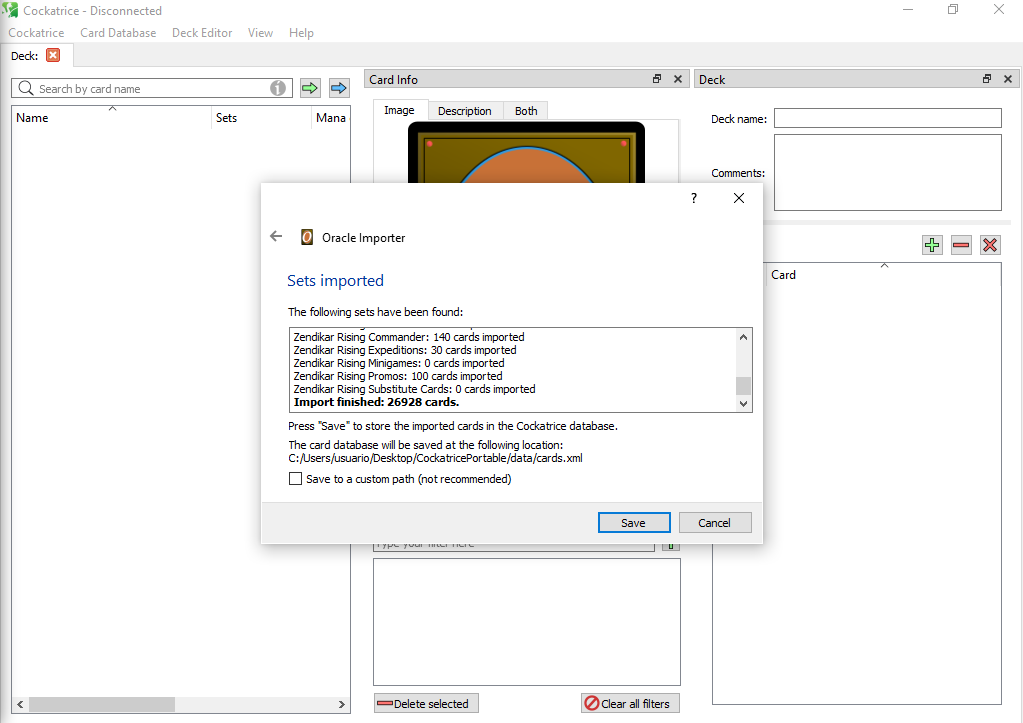 Cockatrice - Disconnected
Cockatrice Card Database Deck Editor View Help
Deck:
Search by card name
Name Sets Mana
Card Info
Image Description Both
Deck
Deck name:
Comments:
Card
?
Oracle Importer
Sets imported
The following sets have been found:
Zendikar Rising Commander: 140 cards imported
Zendikar Rising Expeditions: 30 cards imported
Zendikar Rising Minigames: 0 cards imported
Zendikar Rising Promos: 100 cards imported
Zendikar Rising Substitute Cards: 0 cards imported
Import finished: 26928 cards.
Press "Save" to store the imported cards in the Cockatrice database.
The card database will be saved at the following location:
C:/Users/usuario/Desktop/CockatricePortable/data/cards.xml
Save to a custom path (not recommended)
Save Cancel
Type your filter here
Delete selected Clear all filters